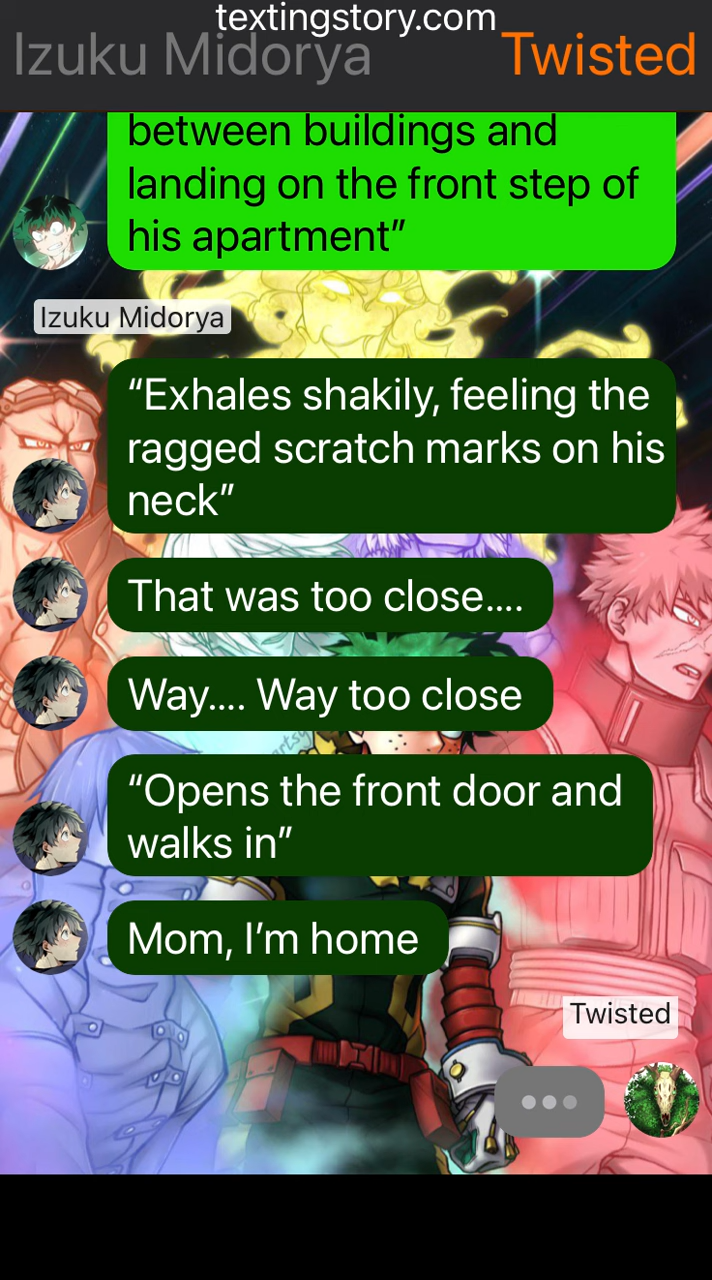 textingstory.com
Izuku Midorya Twisted
between buildings and
landing on the front step of
his apartment”
Izuku Midorya
“Exhales shakily, feeling the
ragged scratch marks on his
neck”
That was too close....
Way.... Way too close
“Opens the front door and
walks in”
Mom, I’m home
Twisted